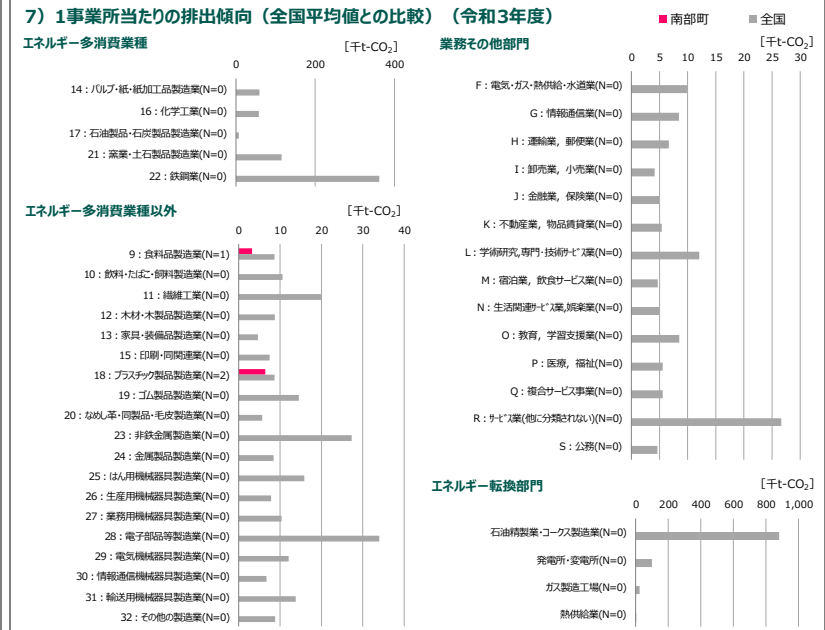 7）1事業所当たりの排出傾向（全国平均値との比較）（令和3年度）
■南部町 ■全国
エネルギー多消費業種
［千t-CO₂］
0 200 400
14：パルプ・紙・紙加工品製造業(N=0)
16：化学工業(N=0)
17：石油製品・石炭製品製造業(N=0)
21：窯業・土石製品製造業(N=0)
22：鉄鋼業(N=0)
エネルギー多消費業種以外
［千t-CO₂］
0 10 20 30 40
9：食料品製造業(N=1)
10：飲料・たばこ・飼料製造業(N=0)
11：繊維工業(N=0)
12：木材・木製品製造業(N=0)
13：家具・装備品製造業(N=0)
15：印刷・同関連業(N=0)
18：プラスチック製品製造業(N=2)
19：ゴム製品製造業(N=0)
20：なめし革・同製品・毛皮製造業(N=0)
23：非鉄金属製造業(N=0)
24：金属製品製造業(N=0)
25：はん用機械器具製造業(N=0)
26：生産用機械器具製造業(N=0)
27：業務用機械器具製造業(N=0)
28：電子部品等製造業(N=0)
29：電気機械器具製造業(N=0)
30：情報通信機械器具製造業(N=0)
31：輸送用機械器具製造業(N=0)
32：その他の製造業(N=0)
業務その他部門
［千t-CO₂］
0 5 10 15 20 25 30
F：電気・ガス・熱供給・水道業(N=0)
G：情報通信業(N=0)
H：運輸業，郵便業(N=0)
I：卸売業，小売業(N=0)
J：金融業，保険業(N=0)
K：不動産業，物品賃貸業(N=0)
L：学術研究,専門・技術ｻｰﾋﾞｽ業(N=0)
M：宿泊業，飲食サービス業(N=0)
N：生活関連ｻｰﾋﾞｽ業,娯楽業(N=0)
O：教育，学習支援業(N=0)
P：医療，福祉(N=0)
Q：複合サービス事業(N=0)
R：ｻｰﾋﾞｽ業(他に分類されない)(N=0)
S：公務(N=0)
エネルギー転換部門
［千t-CO₂］
0 200 400 600 800 1,000
石油精製業・コークス製造業(N=0)
発電所・変電所(N=0)
ガス製造工場(N=0)
熱供給業(N=0)